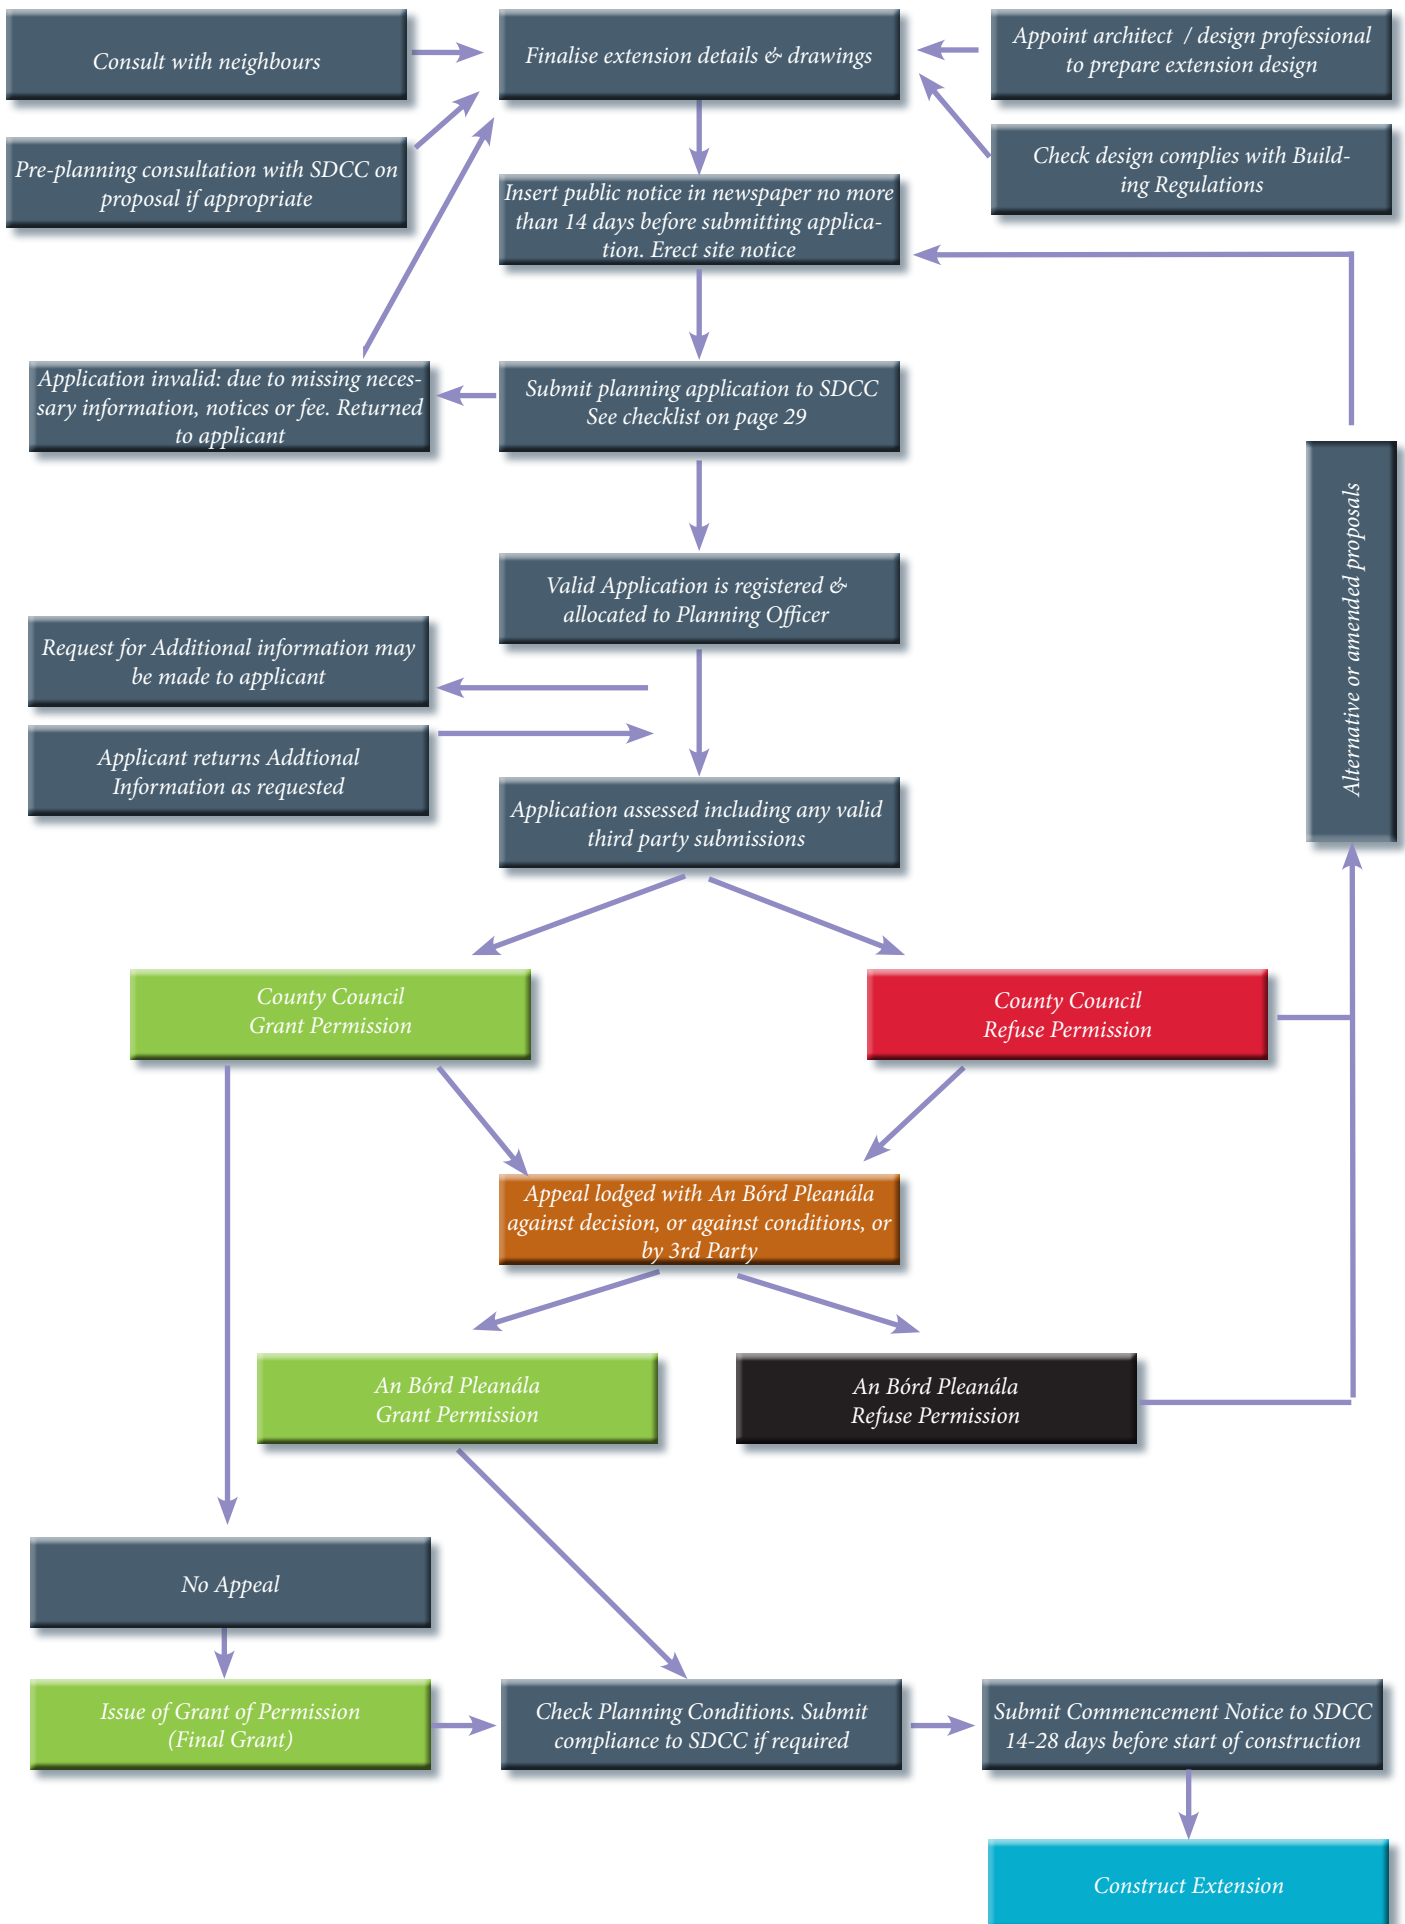 Consult with neighbours
Finalise extension details & drawings
Appoint architect / design professional
to prepare extension design
Pre-planning consultation with SDCC on
proposal if appropriate
Check design complies with Build-
ing Regulations
Insert public notice in newspaper no more
than 14 days before submitting applica-
tion. Erect site notice
Application invalid: due to missing neces-
sary information, notices or fee. Returned
to applicant
Submit planning application to SDCC
See checklist on page 29
Alternative or amended proposals
Valid Application is registered &
allocated to Planning Officer
Request for Additional information may
be made to applicant
Applicant returns Addtional
Information as requested
Application assessed including any valid
third party submissions
County Council
Grant Permission
County Council
Refuse Permission
Appeal lodged with An Bórd Pleanála
against decision, or against conditions, or
by 3rd Party
An Bórd Pleanála
Grant Permission
An Bórd Pleanála
Refuse Permission
No Appeal
Issue of Grant of Permission
(Final Grant)
Check Planning Conditions. Submit
compliance to SDCC if required
Submit Commencement Notice to SDCC
14-28 days before start of construction
Construct Extension